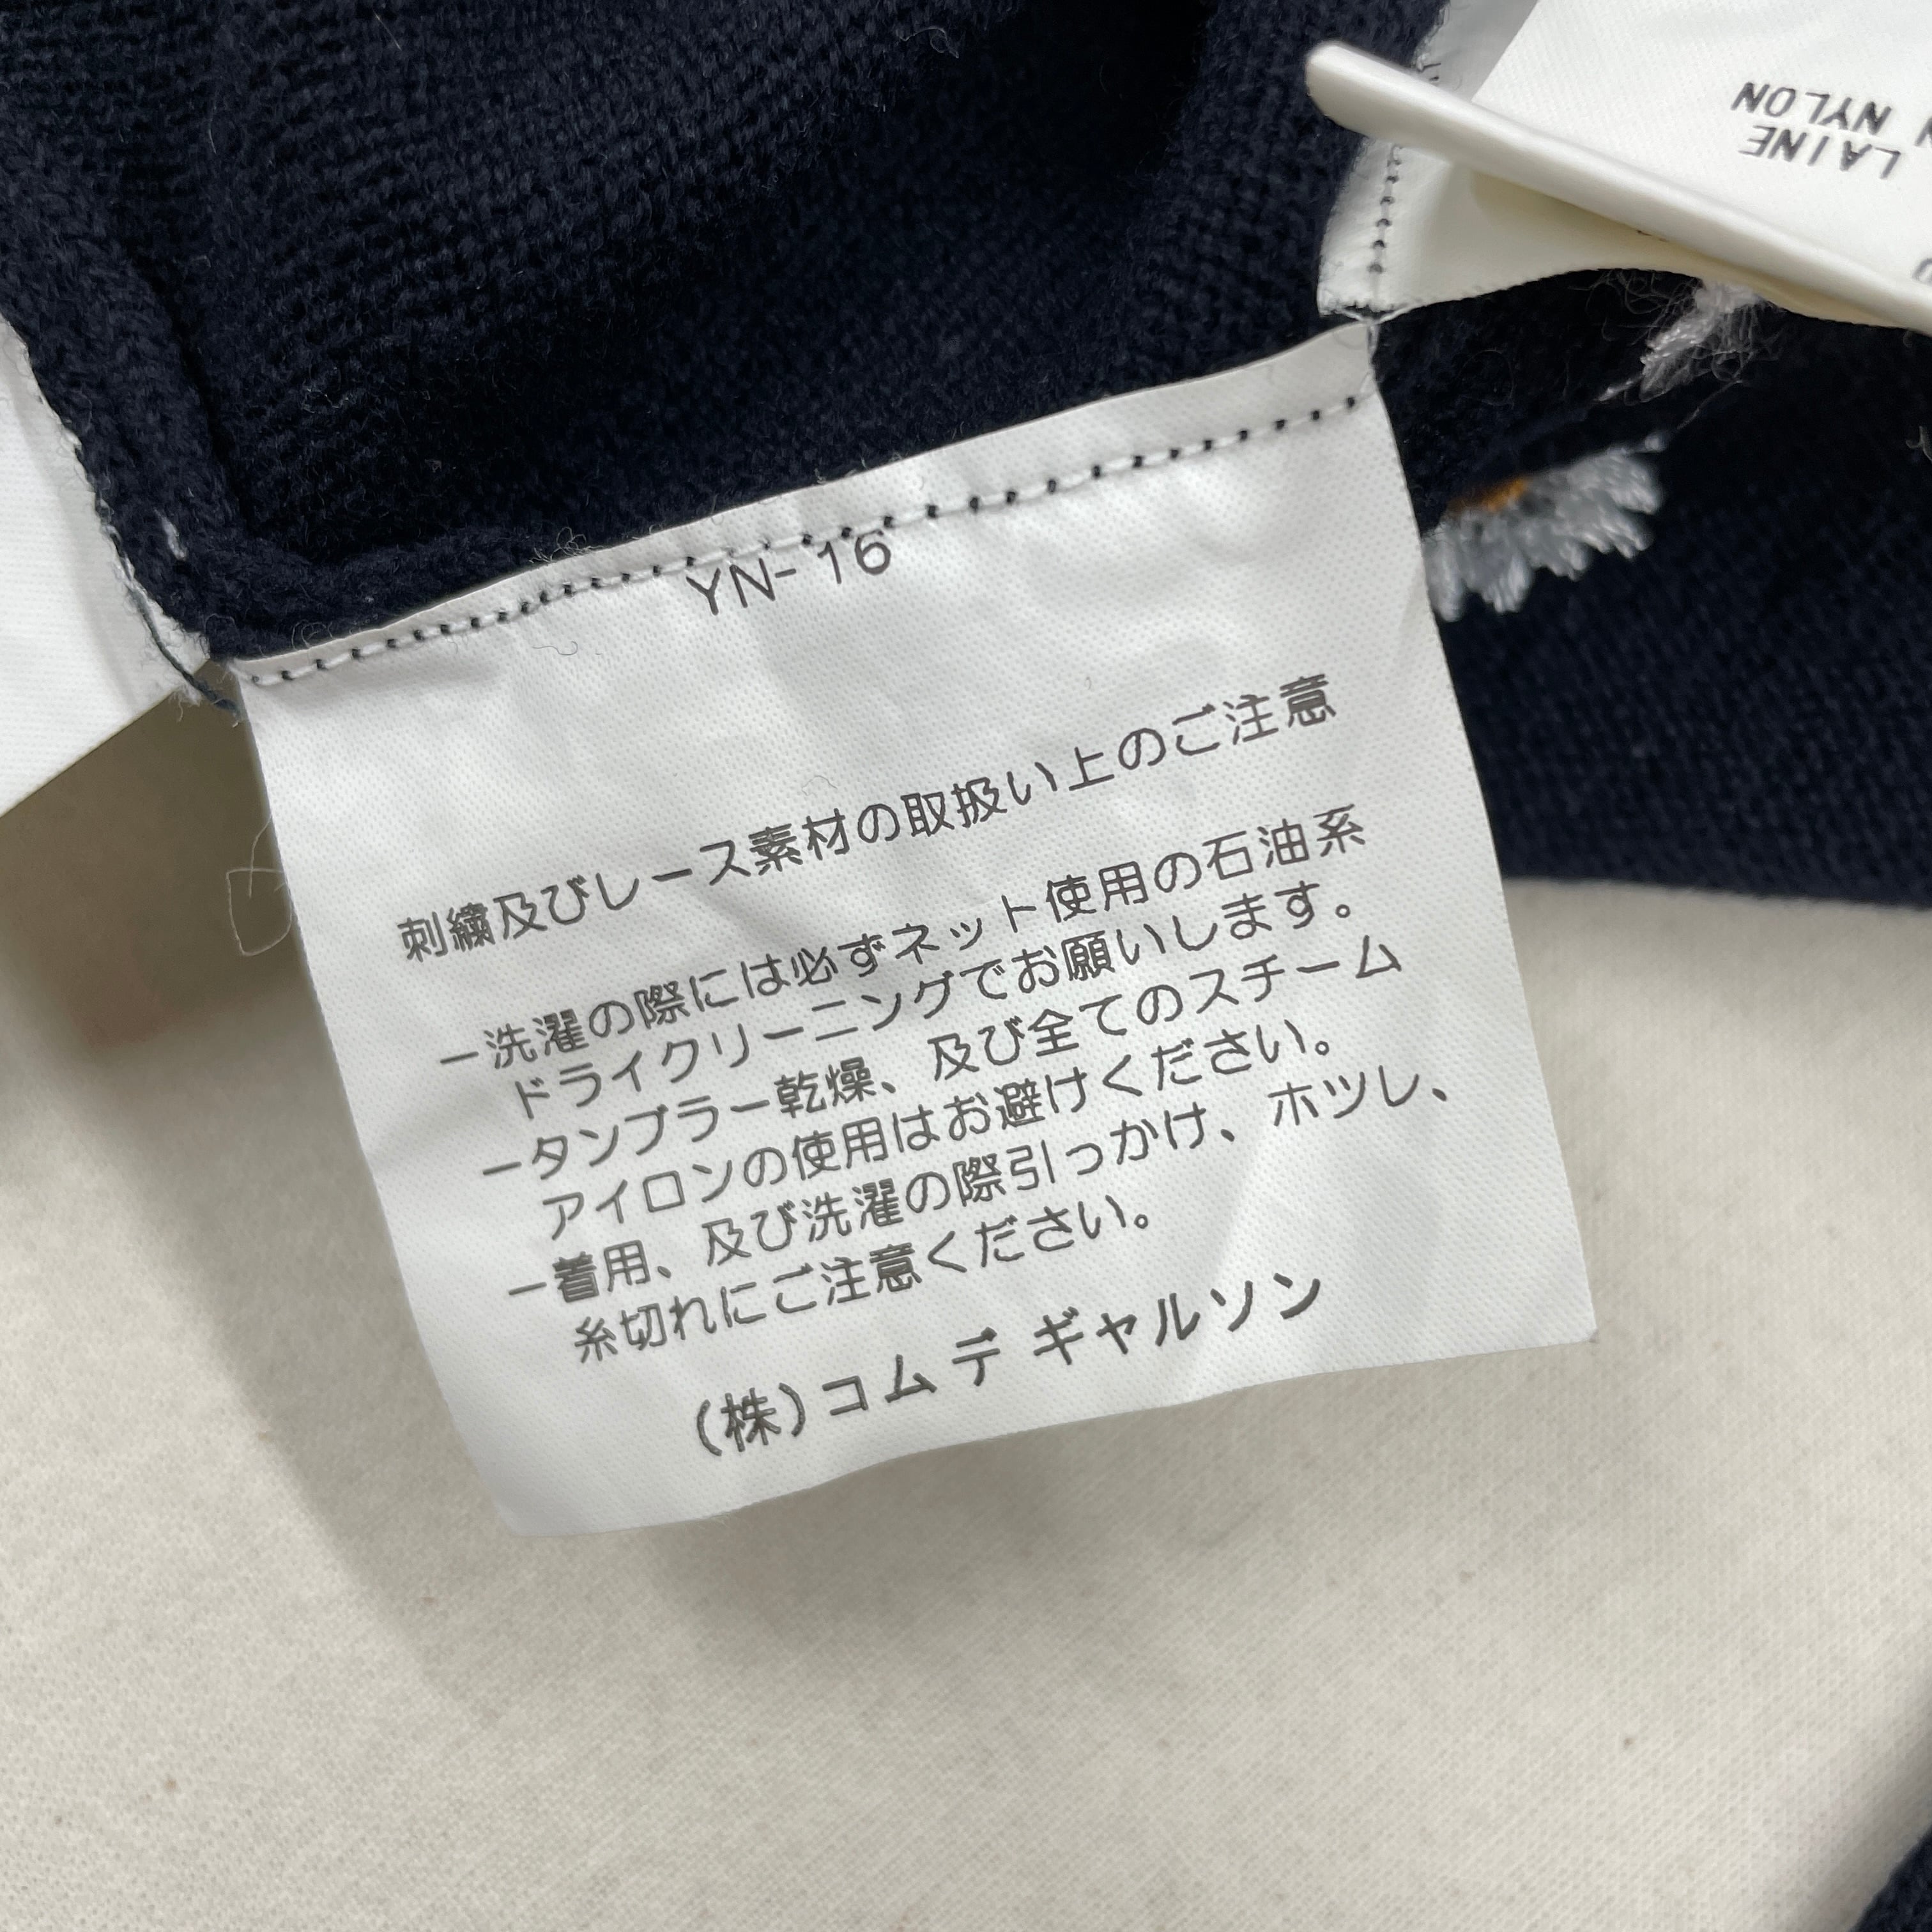 NYLON
LAINE
NYLON
YN-16
刺繍及びレース素材の取扱い上のご注意
ー洗濯の際には必ずネット使用の石油系
ドライクリーニングでお願いします。
ータンブラー乾燥、及び全てのスチーム
アイロンの使用はお避けください。
ー着用、及び洗濯の際引っかけ、ホツレ、
糸切れにご注意ください。
(株)コム デ ギャルソン